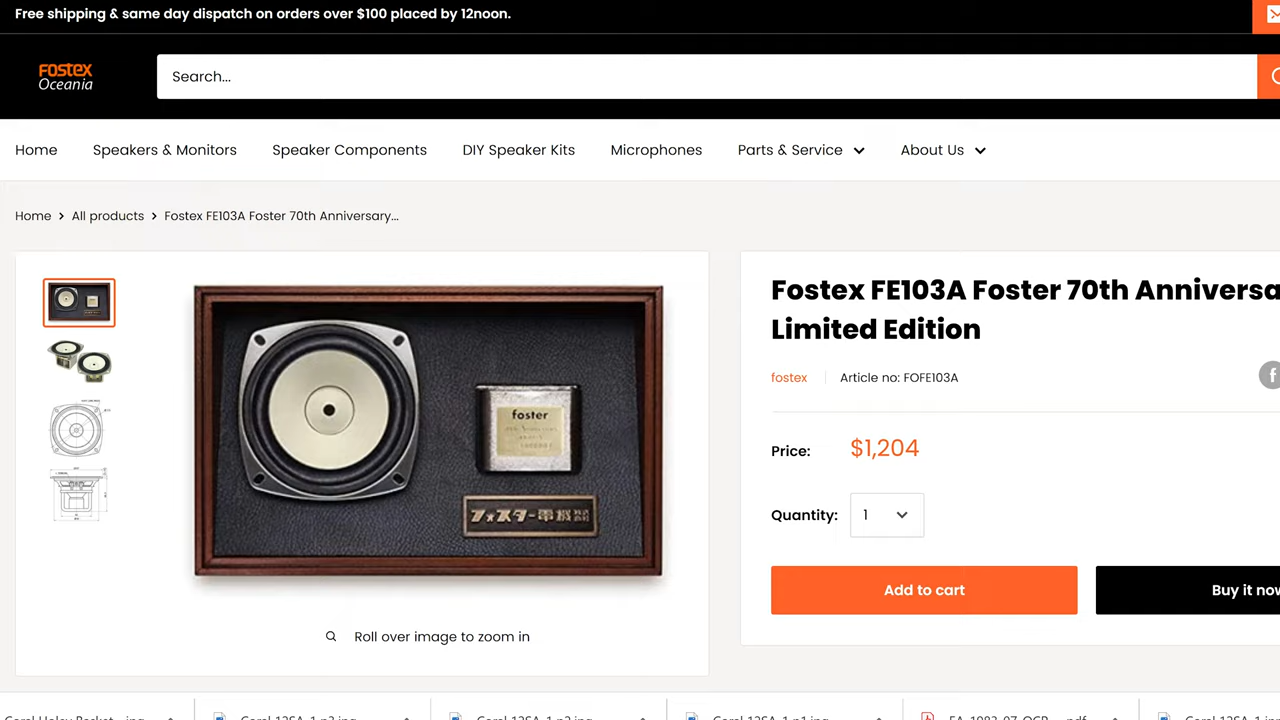 Free shipping & same day dispatch on orders over $100 placed by 12noon.
FOSTEX
Oceania
Search...
Home
Speakers & Monitors
Speaker Components
DIY Speaker Kits
Microphones
Parts & Service
About Us
Home > All products > Fostex FE103A Foster 70th Anniversary...
Fostex FE103A Foster 70th Anniversa
Limited Edition
fostex
Article no: FOFE103A
foster
フォスター電機
Price:
$1,204
Quantity:
1
Add to cart
Buy it now
Roll over image to zoom in